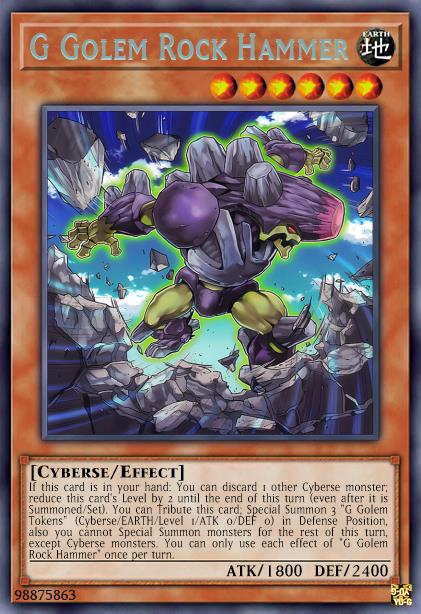 G Golem Rock Hammer
EARTH
地
[Cyberse/Effect]
If this card is in your hand: You can discard 1 other Cyberse monster;
reduce this card's Level by 2 until the end of this turn (even after it is
Summoned/Set). You can Tribute this card; Special Summon 3 "G Golem
Tokens" (Cyberse/EARTH/Level 1/ATK 0/DEF 0) in Defense Position,
also you cannot Special Summon monsters for the rest of this turn,
except Cyberse monsters. You can only use each effect of "G Golem
Rock Hammer" once per turn.
ATK/1800 DEF/2400
98875863